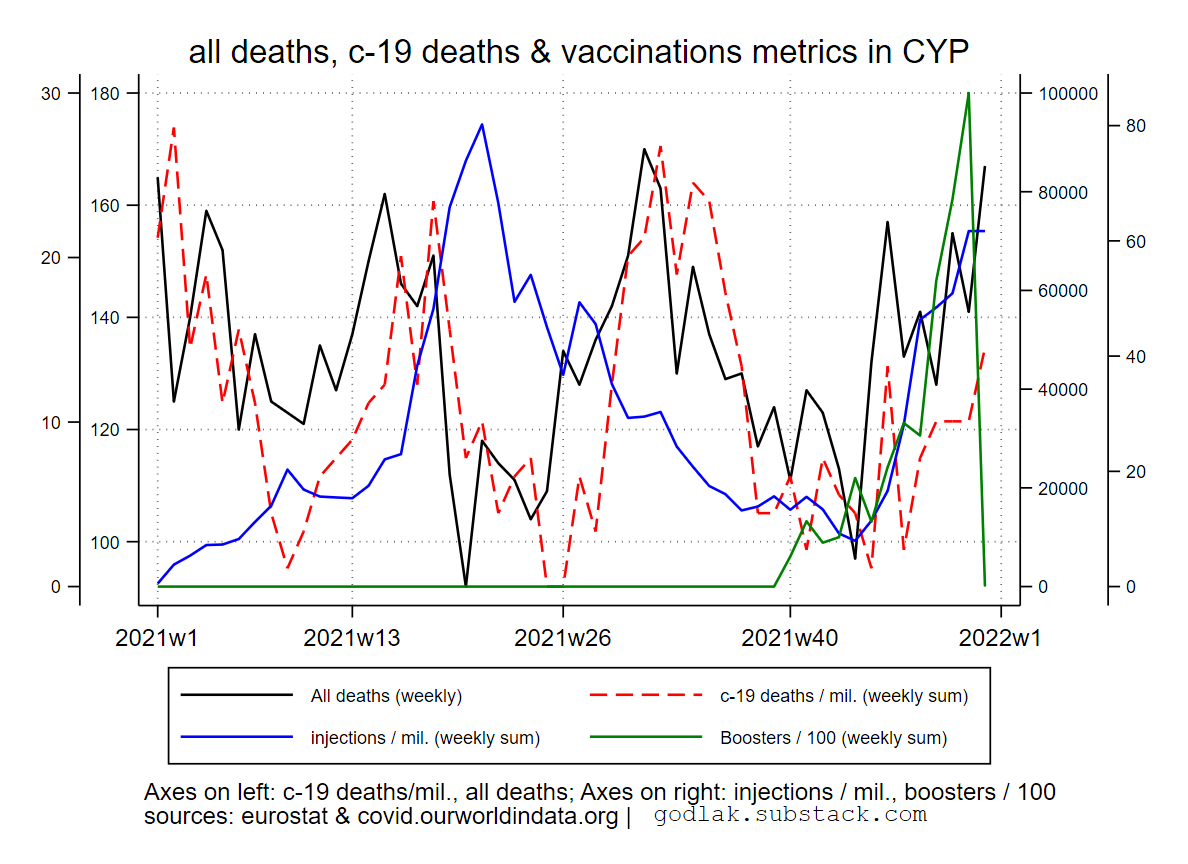 all deaths, c-19 deaths & vaccinations metrics in CYP
30 180 100000 80
160 80000 60
20
140 60000 40
120 40000
10 20000 20
100
0 0 0
2021w1 2021w13 2021w26 2021w40 2022w1
All deaths (weekly) c-19 deaths / mil. (weekly sum)
injections / mil. (weekly sum) Boosters / 100 (weekly sum)
Axes on left: c-19 deaths/mil., all deaths; Axes on right: injections / mil., boosters / 100
sources: eurostat & covid.ourworldindata.org | godlak.substack.com